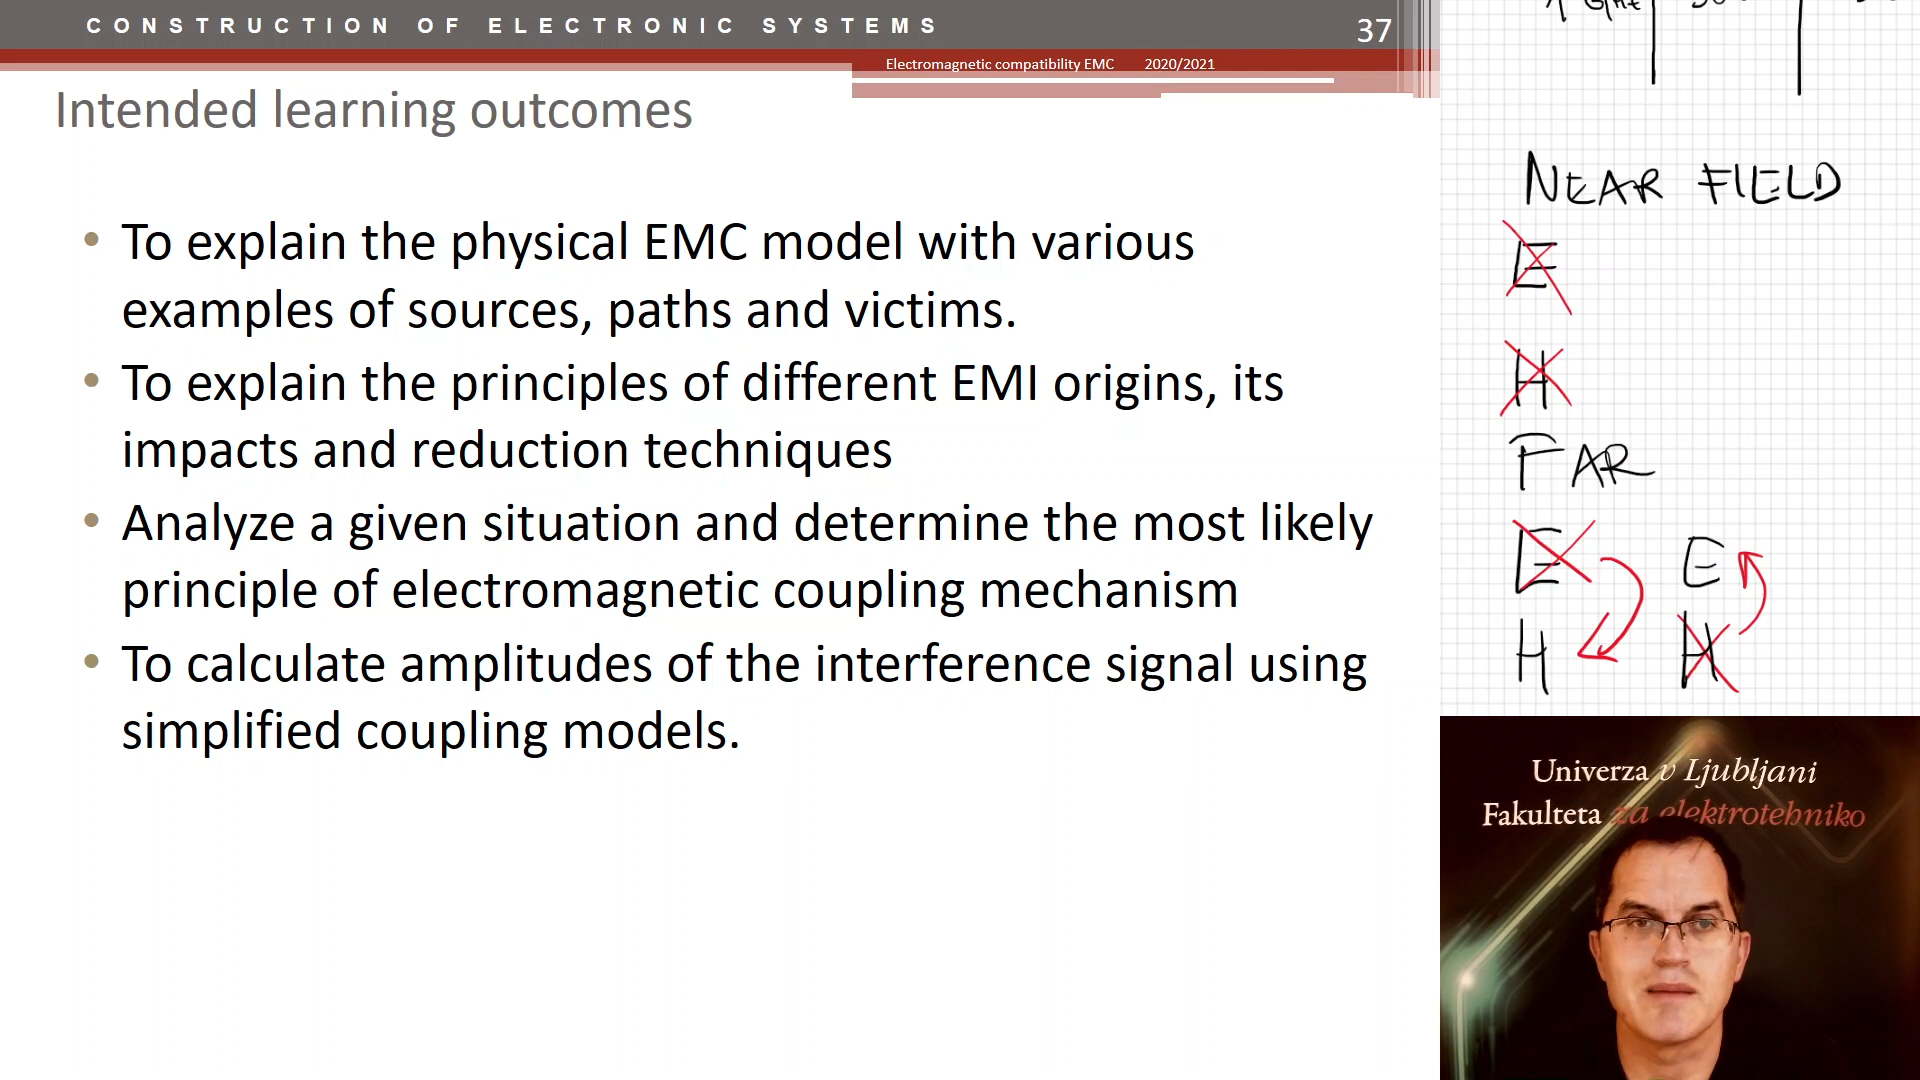 CONSTRUCTION OF ELECTRONIC SYSTEMS
37
Electromagnetic compatibility EMC 2020/2021
Intended learning outcomes
• To explain the physical EMC model with various
examples of sources, paths and victims.
• To explain the principles of different EMI origins, its
impacts and reduction techniques
• Analyze a given situation and determine the most likely
principle of electromagnetic coupling mechanism
• To calculate amplitudes of the interference signal using
simplified coupling models.
NEAR FIELD
E
H
FAR
E E
H H
Univerza v Ljubljani
Fakulteta za elektrotehniko